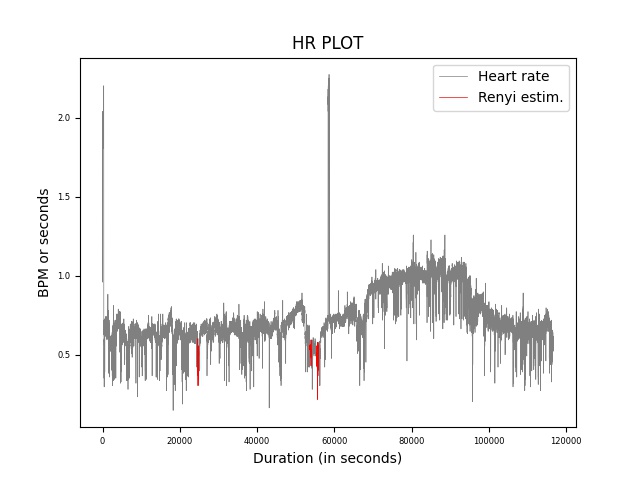 HR PLOT
Heart rate
Renyi estim.
BPM or seconds
2.0
1.5
1.0
0.5
0 20000 40000 60000 80000 100000 120000
Duration (in seconds)